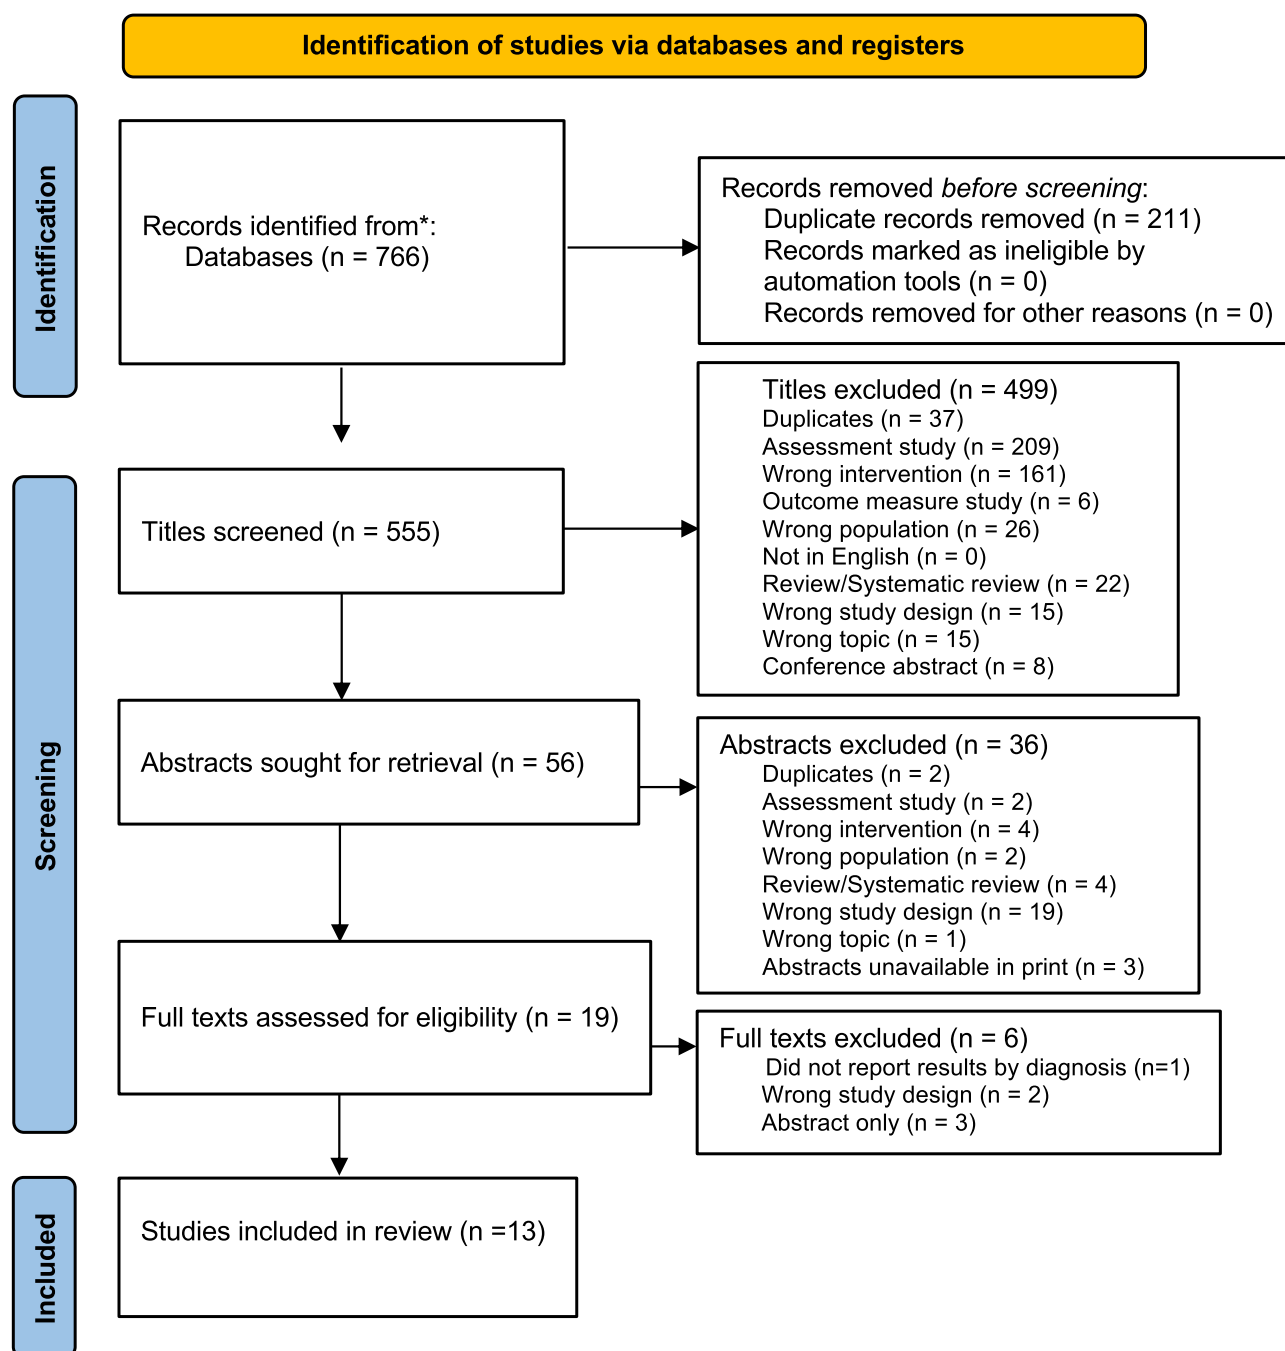 Identification of studies via databases and registers
Identification
Records identified from*:
Databases (n = 766)
Records removed before screening:
Duplicate records removed (n = 211)
Records marked as ineligible by
automation tools (n = 0)
Records removed for other reasons (n = 0)
Screening
Titles screened (n = 555)
Titles excluded (n = 499)
Duplicates (n = 37)
Assessment study (n = 209)
Wrong intervention (n = 161)
Outcome measure study (n = 6)
Wrong population (n = 26)
Not in English (n = 0)
Review/Systematic review (n = 22)
Wrong study design (n = 15)
Wrong topic (n = 15)
Conference abstract (n = 8)
Abstracts sought for retrieval (n = 56)
Abstracts excluded (n = 36)
Duplicates (n = 2)
Assessment study (n = 2)
Wrong intervention (n = 4)
Wrong population (n = 2)
Review/Systematic review (n = 4)
Wrong study design (n = 19)
Wrong topic (n = 1)
Abstracts unavailable in print (n = 3)
Full texts assessed for eligibility (n = 19)
Full texts excluded (n = 6)
Did not report results by diagnosis (n=1)
Wrong study design (n = 2)
Abstract only (n = 3)
Included
Studies included in review (n =13)